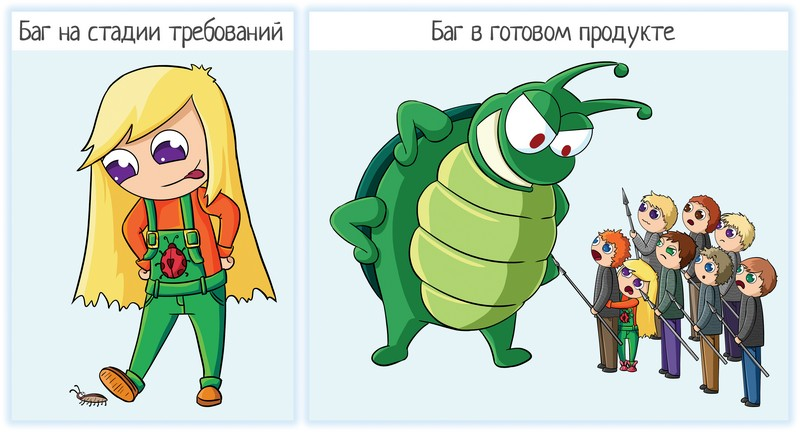 Баг на стадии требований
Баг в готовом продукте